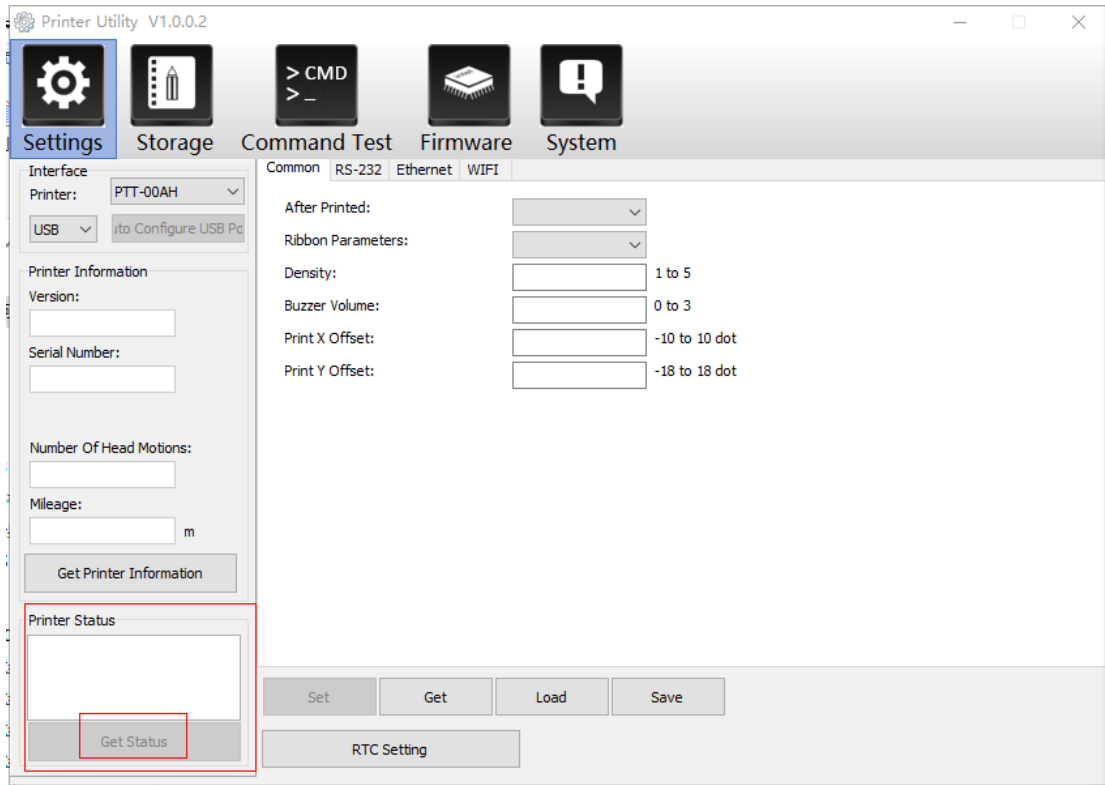 Printer Utility V1.0.0.2
> CMD
> _
Settings
Storage
Command Test
Firmware
System
Interface
Printer:
PTT-00AH
USB
Configure USB
Printer Information
Version:
Serial Number:
Number Of Head Motions:
Mileage:
m
Get Printer Information
Printer Status
Get Status
Common
RS-232
Ethernet
WIFI
After Printed:
Ribbon Parameters:
Density:
1 to 5
Buzzer Volume:
0 to 3
Print X Offset:
-10 to 10 dot
Print Y Offset:
-18 to 18 dot
Set
Get
Load
Save
RTC Setting